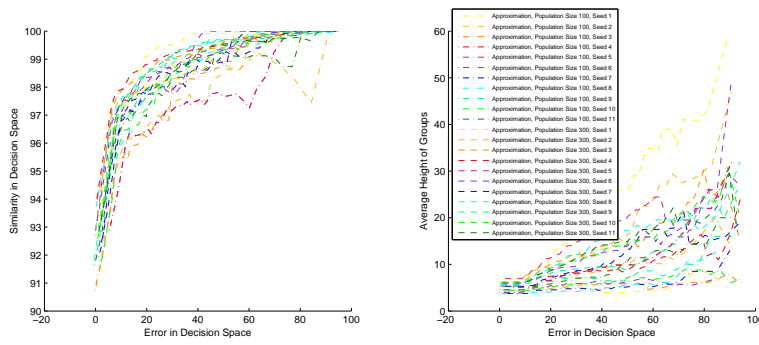 100
99
98
97
96
95
94
93
92
91
90
Similarity in Decision Space
−20
0
20
40
60
80
100
Error in Decision Space
60
50
40
30
20
10
0
Average Height of Groups
−20
0
20
40
60
80
100
Error in Decision Space
Approximation, Population Size 100, Seed 1
Approximation, Population Size 100, Seed 2
Approximation, Population Size 100, Seed 3
Approximation, Population Size 100, Seed 4
Approximation, Population Size 100, Seed 5
Approximation, Population Size 100, Seed 6
Approximation, Population Size 100, Seed 7
Approximation, Population Size 100, Seed 8
Approximation, Population Size 100, Seed 9
Approximation, Population Size 100, Seed 10
Approximation, Population Size 100, Seed 11
Approximation, Population Size 300, Seed 1
Approximation, Population Size 300, Seed 2
Approximation, Population Size 300, Seed 3
Approximation, Population Size 300, Seed 4
Approximation, Population Size 300, Seed 5
Approximation, Population Size 300, Seed 6
Approximation, Population Size 300, Seed 7
Approximation, Population Size 300, Seed 8
Approximation, Population Size 300, Seed 9
Approximation, Population Size 300, Seed 10
Approximation, Population Size 300, Seed 11